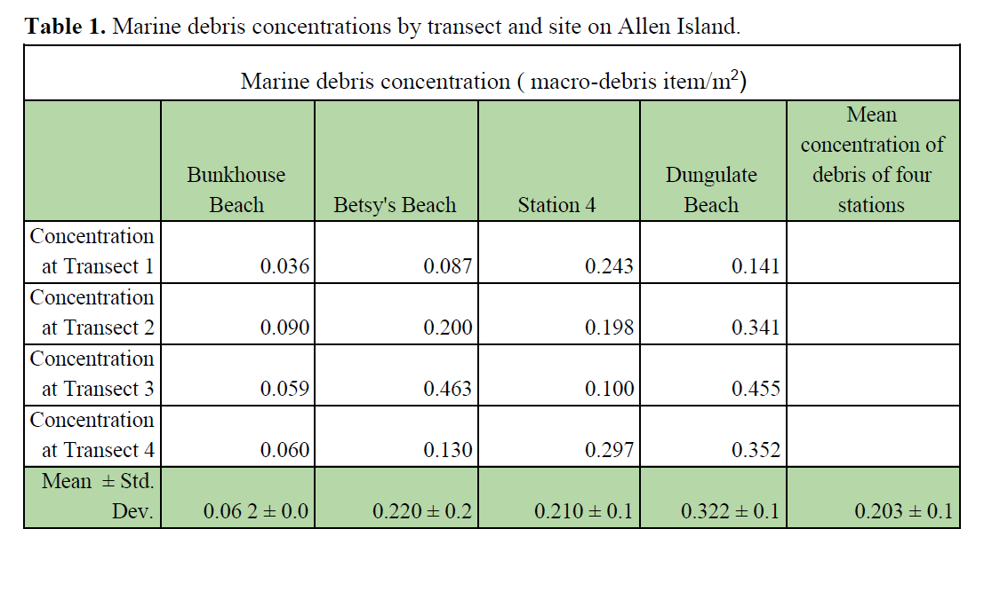 Table 1. Marine debris concentrations by transect and site on Allen Island.
Marine debris concentration ( macro-debris item/m²)
Bunkhouse Beach
Betsy's Beach
Station 4
Dungulate Beach
Mean concentration of debris of four stations
Concentration at Transect 1 0.036 0.087 0.243 0.141
Concentration at Transect 2 0.090 0.200 0.198 0.341
Concentration at Transect 3 0.059 0.463 0.100 0.455
Concentration at Transect 4 0.060 0.130 0.297 0.352
Mean ± Std. Dev. 0.06 2 ± 0.0 0.220 ± 0.2 0.210 ± 0.1 0.322 ± 0.1 0.203 ± 0.1